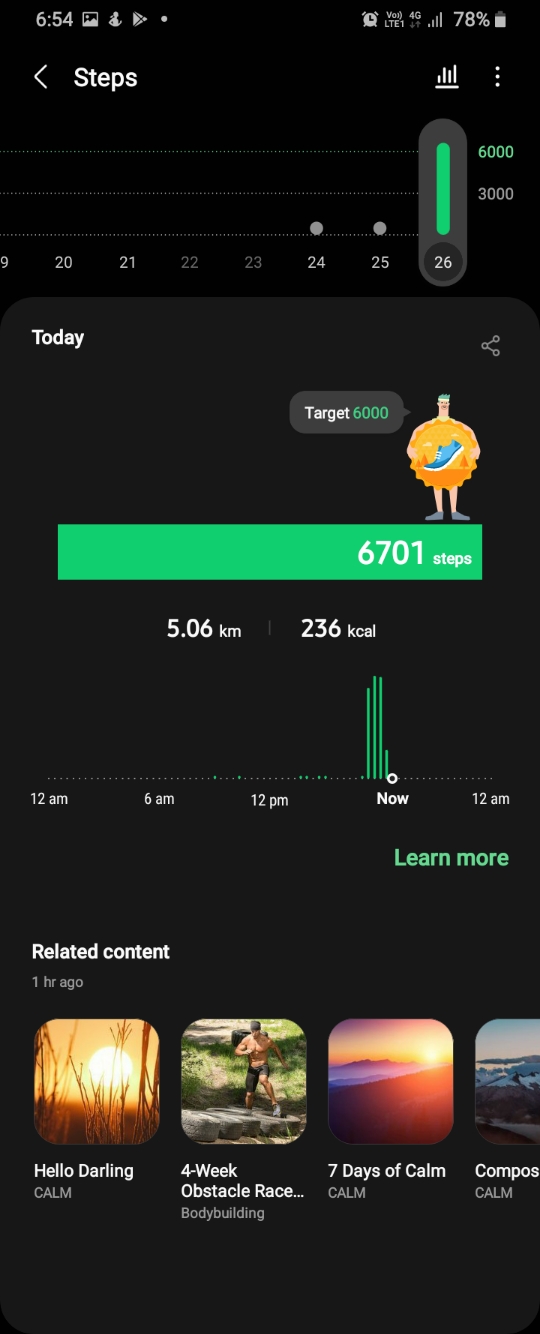 6:54
Vo)) 4G
LTE1
78%
Steps
6000
3000
9 20 21 22 23 24 25 26
Today
Target 6000
6701 steps
5.06 km | 236 kcal
12 am 6 am 12 pm Now 12 am
Learn more
Related content
1 hr ago
Hello Darling
CALM
4-Week
Obstacle Race...
Bodybuilding
7 Days of Calm
CALM
Compos
CALM